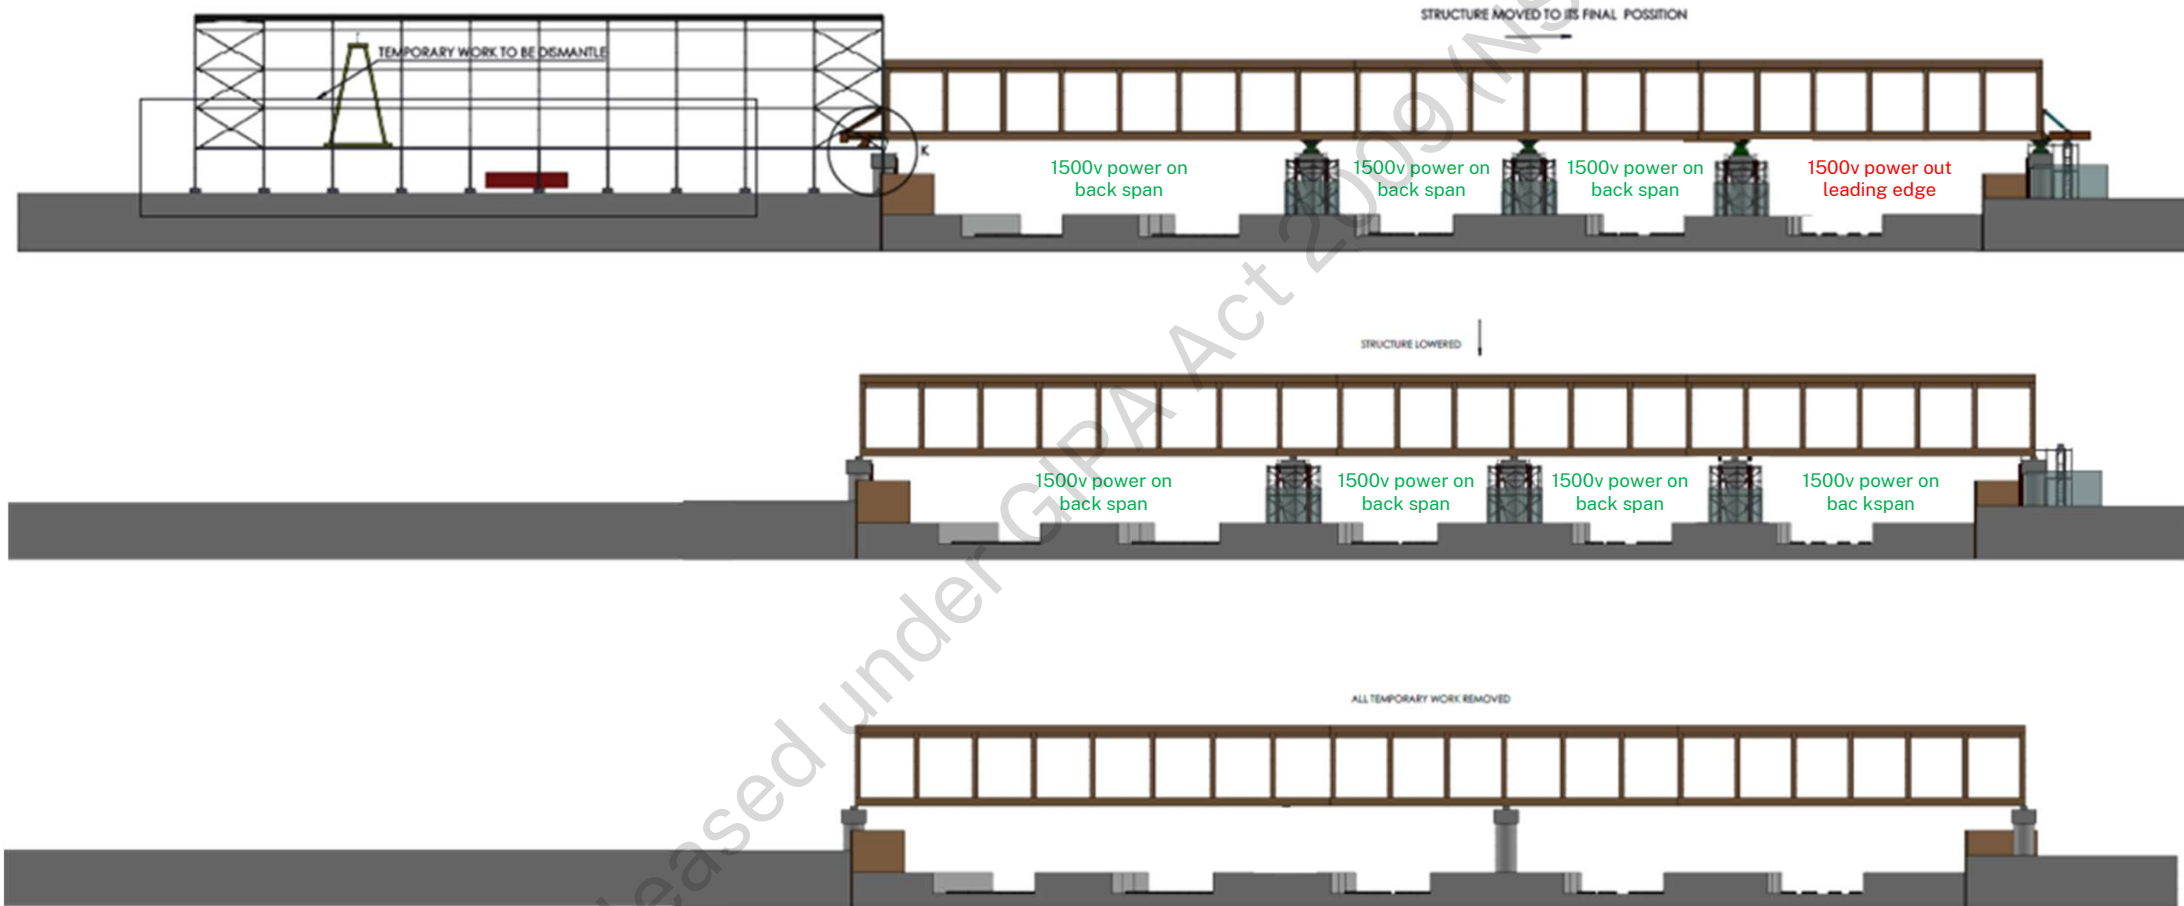 STRUCTURE MOVED TO ITS FINAL POSSITION
TEMPORARY WORK TO BE DISMANTLE
K
1500v power on
back span
1500v power on
back span
1500v power on
back span
1500v power out
leading edge
STRUCTURE LOWERED
1500v power on
back span
1500v power on
back span
1500v power on
back span
1500v power on
bac kspan
ALL TEMPORARY WORK REMOVED
eased under GIPA Act 2009 (NS